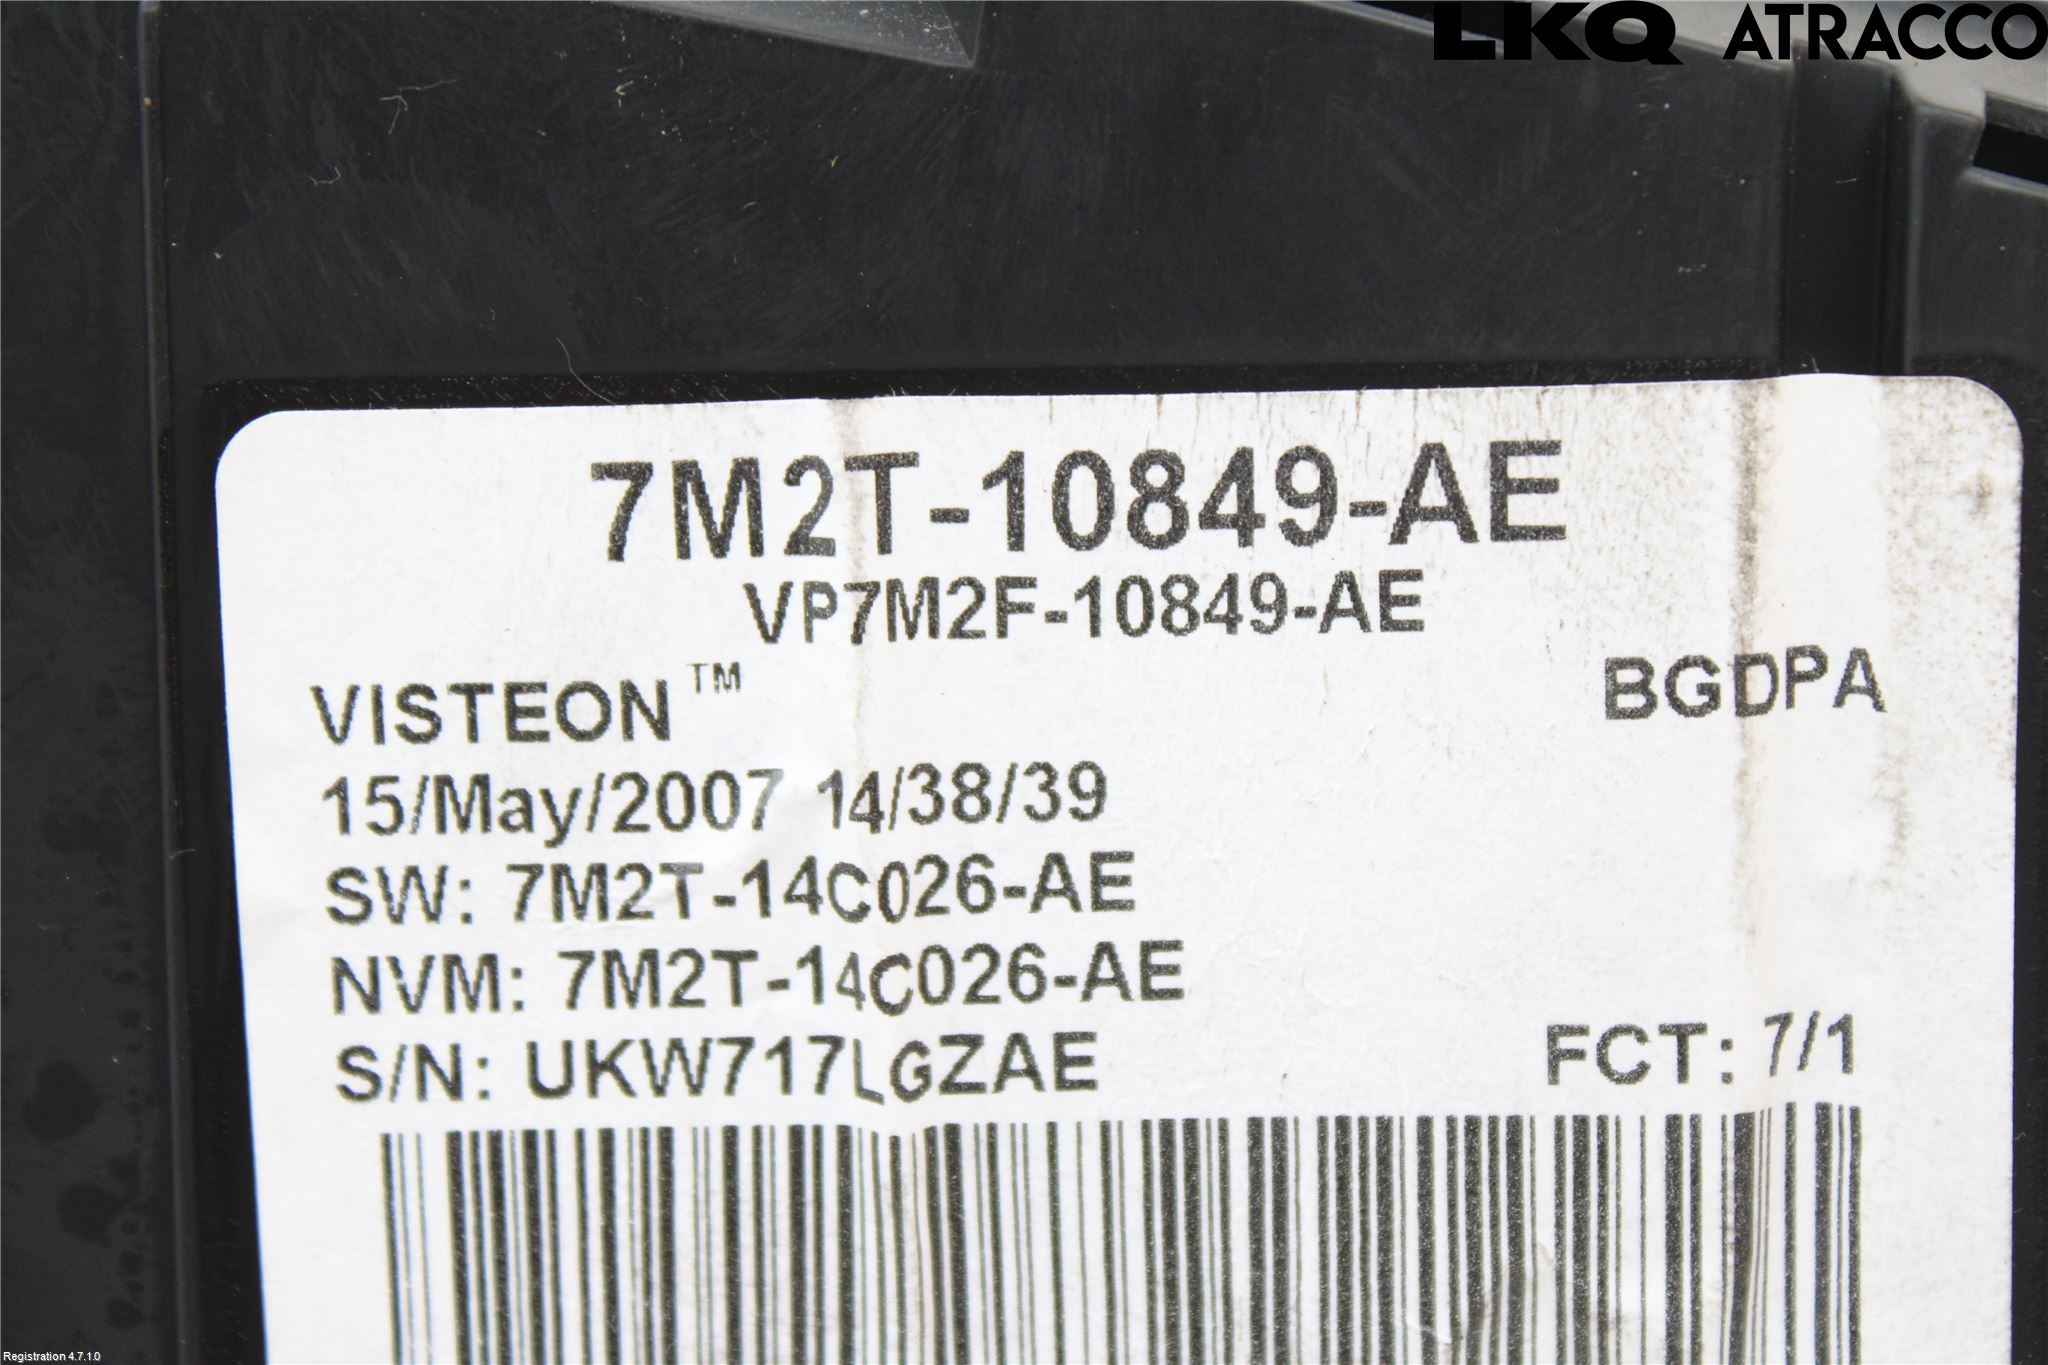 LKQ ATRACCO
7M2T-10849-AE
VP7M2F-10849-AE
VISTEON™
BGDPA
15/May/2007 14/38/39
SW: 7M2T-14C026-AE
NVM: 7M2T-14C026-AE
S/N: UKW717LGZAE
FCT: 7/1
Registration 4.7.1.0